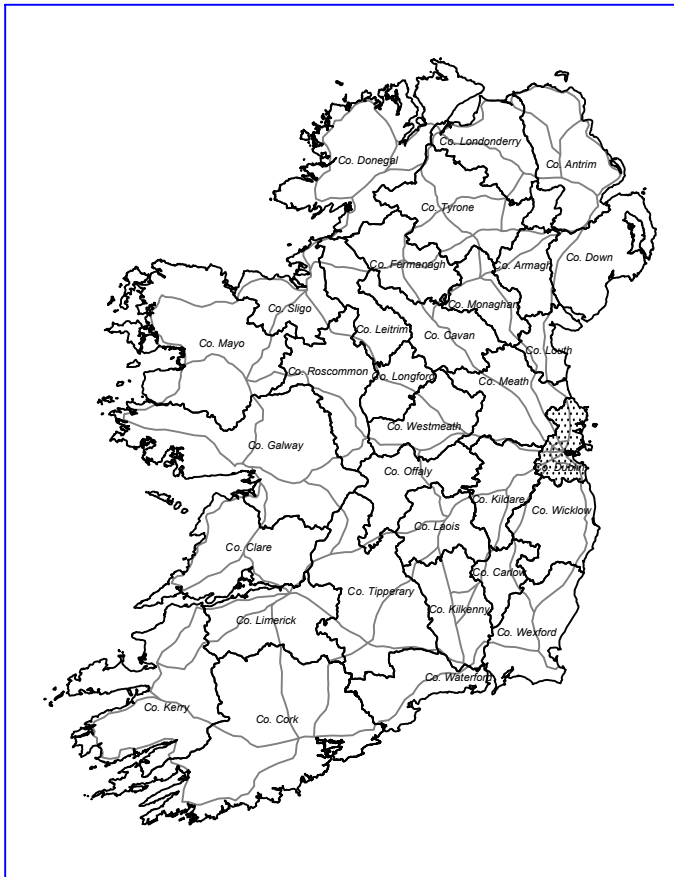 Co. Londonderry
Co. Donegal
Co. Antrim
Co. Tyrone
Co. Down
Co. Fermanagh
Co. Armagh
Co. Monaghan
Co. Sligo
Co. Leitrim
Co. Cavan
Co. Mayo
Co. Louth
Co. Roscommon
Co. Longford
Co. Meath
Co. Westmeath
Co. Galway
Co. Dublin
Co. Offaly
Co. Kildare
Co. Wicklow
Co. Laois
Co. Clare
Co. Carlow
Co. Tipperary
Co. Kilkenny
Co. Limerick
Co. Wexford
Co. Waterford
Co. Kerry
Co. Cork